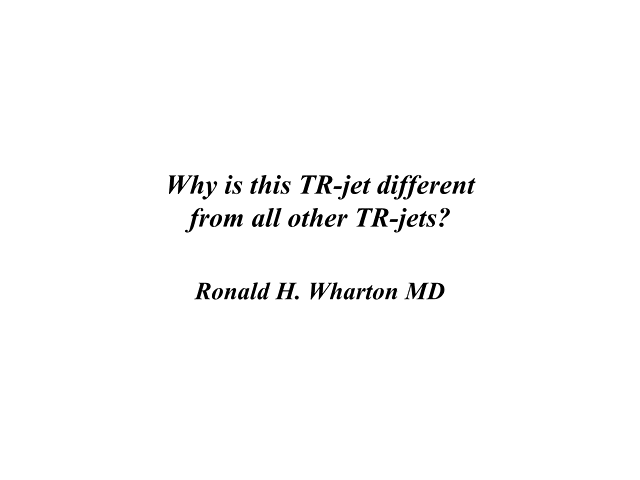 Why is this TR-jet different
from all other TR-jets?
Ronald H. Wharton MD